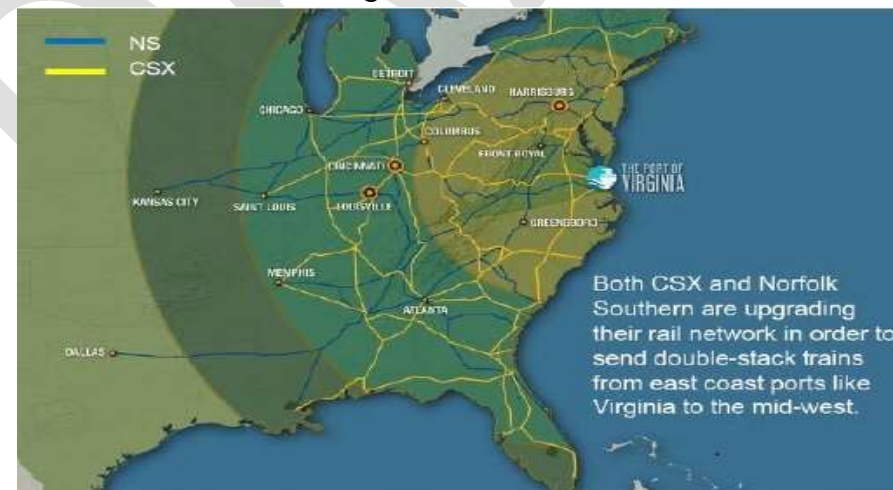 NS
CSX
DETROIT
CLEVELAND
HARRISBURG
CHICAGO
COLUMBUS
FRONT ROYAL
CINCINNATI
THE PORT OF
VIRGINIA
KANSAS CITY
SAINT LOUIS
LOUISVILLE
GREENSBORO
MEMPHIS
ATLANTA
DALLAS
Both CSX and Norfolk
Southern are upgrading
their rail network in order to
send double-stack trains
from east coast ports like
Virginia to the mid-west.